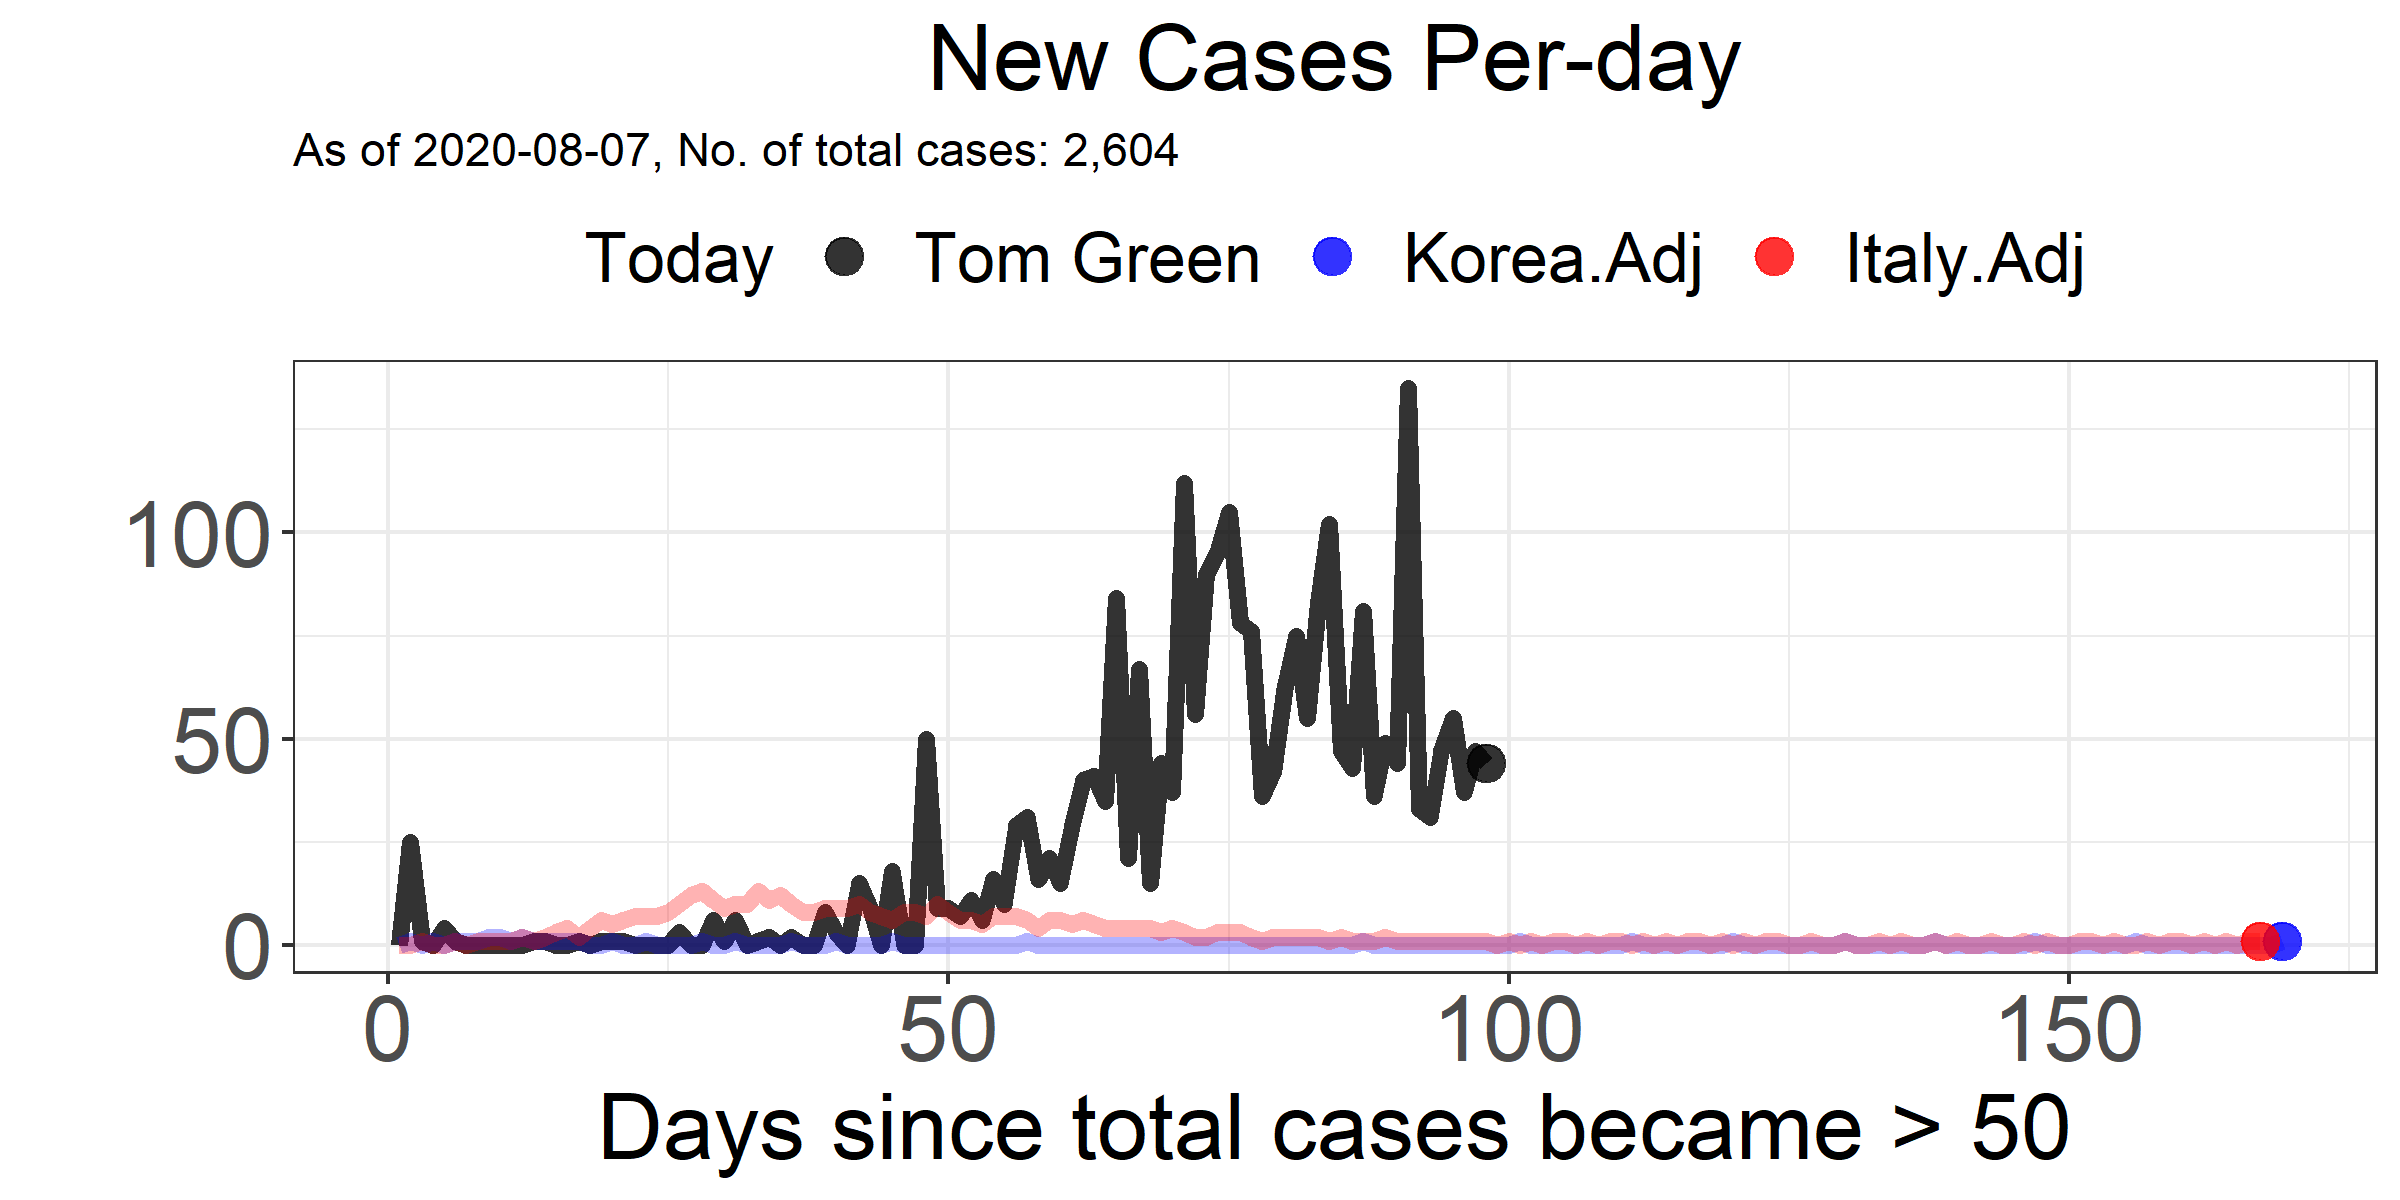 New Cases Per-day
As of 2020-08-07, No. of total cases: 2,604
Today Tom Green Korea.Adj Italy.Adj
100
50
0
0 50 100 150
Days since total cases became > 50